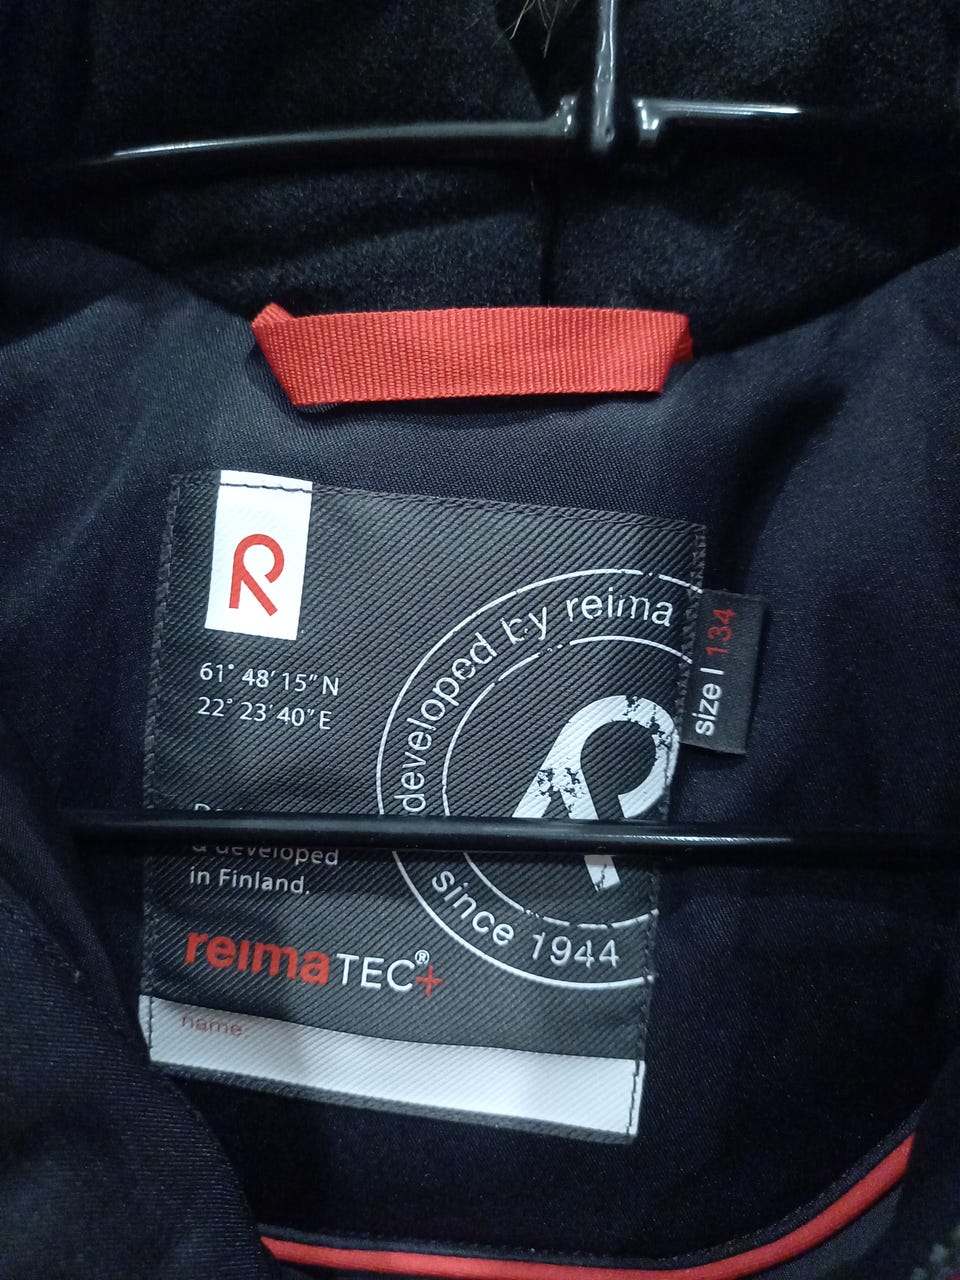 R
61° 48' 15" N
22° 23' 40" E
developed by reima
since 1944
size | 134
& developed
in Finland.
reimaTEC®+
name: